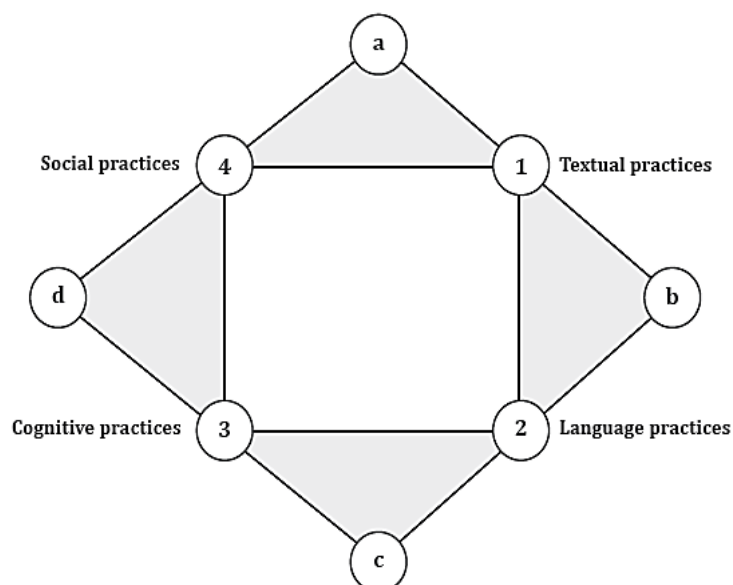 a
Social practices 4 1 Textual practices
d b
Cognitive practices 3 2 Language practices
c